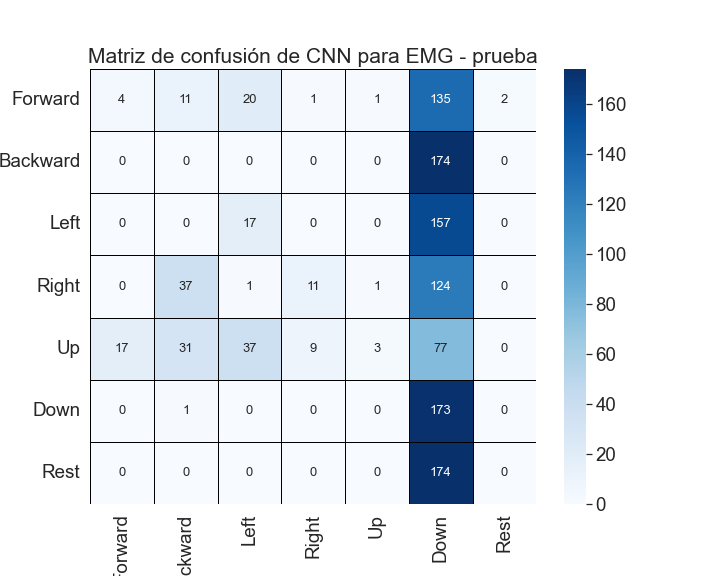 Matriz de confusión de CNN para EMG - prueba
Forward 4 11 20 1 1 135 2
Backward 0 0 0 0 0 174 0
Left 0 0 17 0 0 157 0
Right 0 37 1 11 1 124 0
Up 17 31 37 9 3 77 0
Down 0 1 0 0 0 173 0
Rest 0 0 0 0 0 174 0
Forward ckward Left Right Up Down Rest
160
140
120
100
80
60
40
20
0